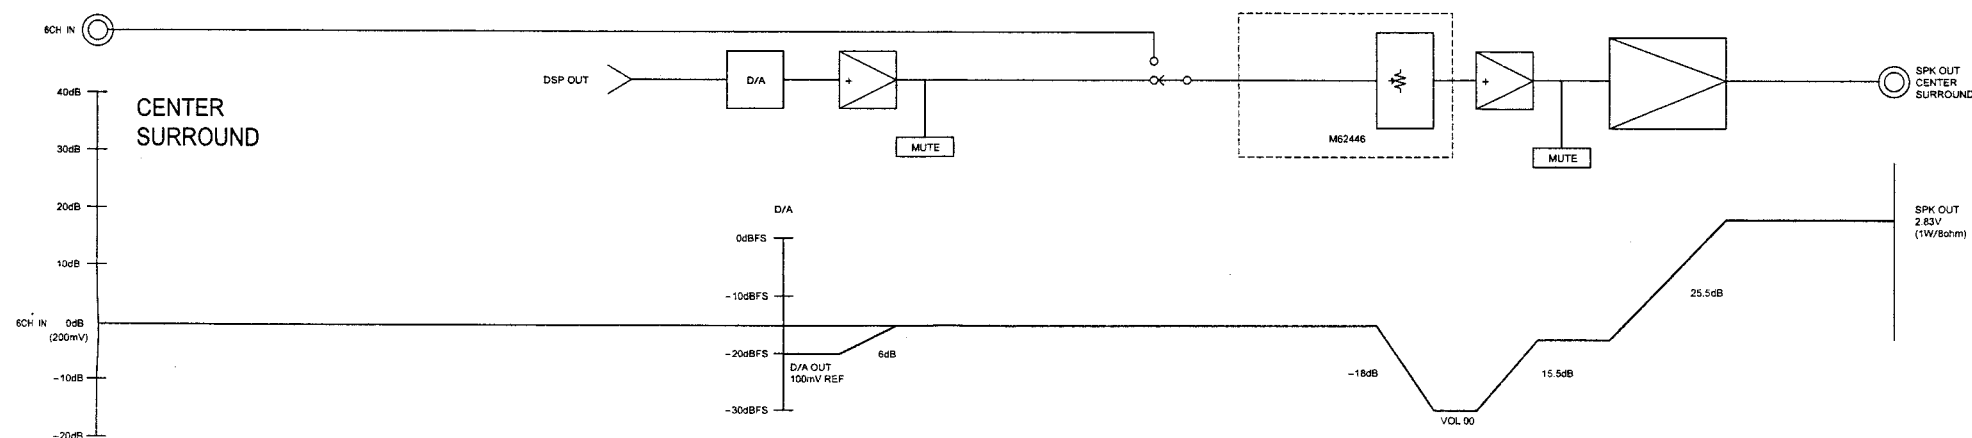 6CH IN
DSP OUT
D/A
+
MUTE
M62446
+
MUTE
SPK OUT
CENTER
SURROUND
CENTER
SURROUND
40dB
30dB
20dB
10dB
6CH IN 0dB
(200mV)
-10dB
-20dB
D/A
0dBFS
-10dBFS
-20dBFS
-30dBFS
D/A OUT
100mV REF
6dB
-18dB
VOL 00
15.5dB
25.5dB
SPK OUT
2.83V
(1W/8ohm)